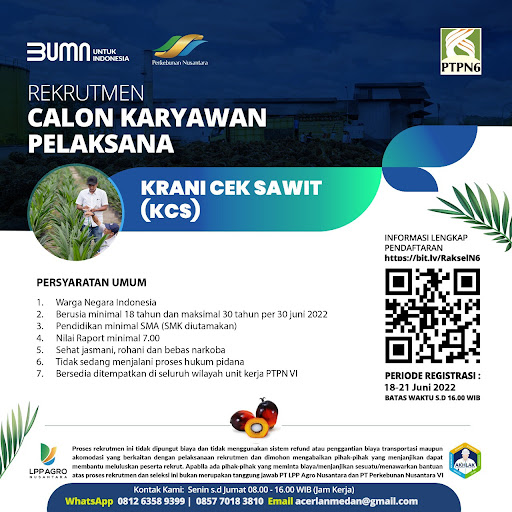 BUMN UNTUK
INDONESIA
Perkebunan Nusantara
PTPN6
REKRUTMEN
CALON KARYAWAN
PELAKSANA
KRANI CEK SAWIT
(KCS)
INFORMASI LENGKAP
PENDAFTARAN
https://bit.ly/RakselN6
PERSYARATAN UMUM
1. Warga Negara Indonesia
2. Berusia minimal 18 tahun dan maksimal 30 tahun per 30 juni 2022
3. Pendidikan minimal SMA (SMK diutamakan)
4. Nilai Raport minimal 7.00
5. Sehat jasmani, rohani dan bebas narkoba
6. Tidak sedang menjalani proses hukum pidana
7. Bersedia ditempatkan di seluruh wilayah unit kerja PTPN VI
PERIODE REGISTRASI :
18-21 Juni 2022
BATAS WAKTU S.D 16.00 WIB
LPP AGRO
NUSANTARA
Proses rekrutmen ini tidak dipungut biaya dan tidak menggunakan sistem refund atau penggantian biaya transportasi maupun
akomodasi yang berkaitan dengan pelaksanaan rekrutmen dan dimohon mengabaikan pihak-pihak yang menjanjikan dapat
membantu meluluskan peserta rekrut. Apabila ada pihak-pihak yang meminta biaya/menjanjikan sesuatu/menawarkan bantuan
atas proses rekrutmen dan seleksi ini bukan merupakan tanggung jawab PT LPP Agro Nusantara dan PT Perkebunan Nusantara VI
AKHLAK
Kontak Kami: Senin s.d Jumat 08.00 - 16.00 WIB (Jam Kerja)
WhatsApp 0812 6358 9399 | 0857 7018 3810 Email acerlanmedan@gmail.com